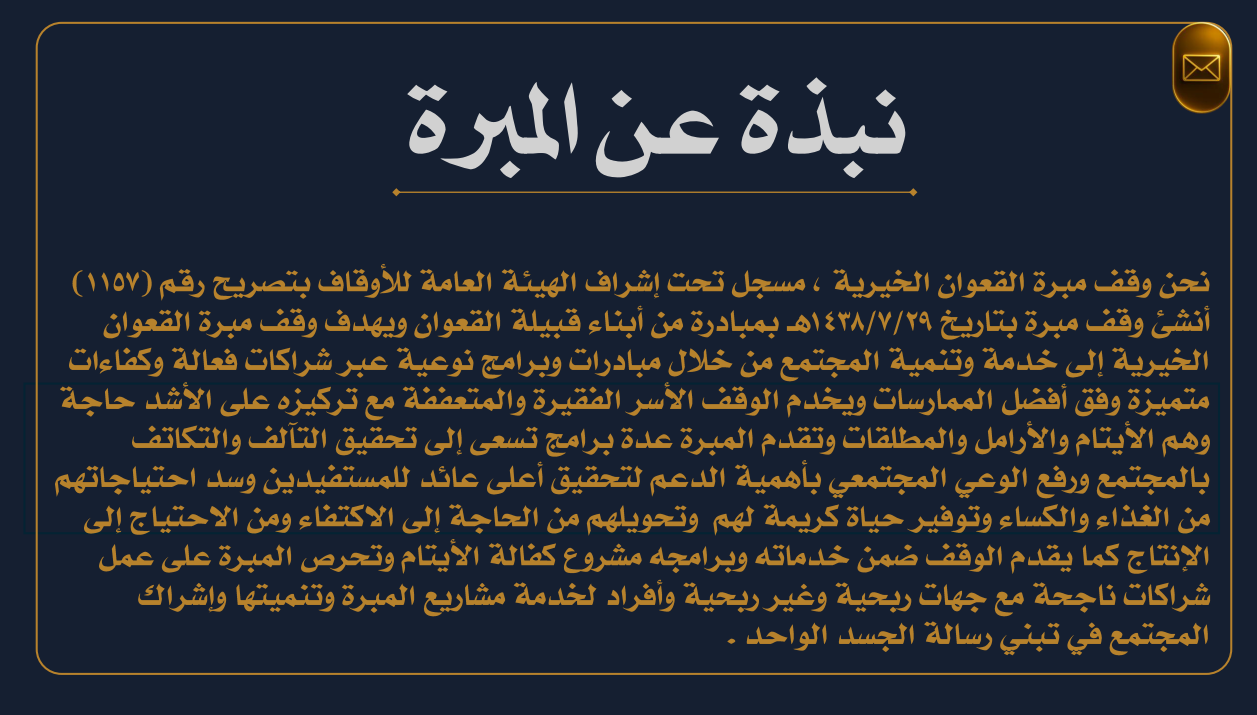 نبذة عن المبرة
نحن وقف مبرة القعوان الخيرية ، مسجل تحت إشراف الهيئة العامة للأوقاف بتصريح رقم (١١٥٧)
أنشئ وقف مبرة بتاريخ ١٤٣٨/٧/٢٩هـ بمبادرة من أبناء قبيلة القعوان ويهدف وقف مبرة القعوان
الخيرية إلى خدمة وتنمية المجتمع من خلال مبادرات وبرامج نوعية عبر شراكات فعالة وكفاءات
متميزة وفق أفضل الممارسات ويخدم الوقف الأسر الفقيرة والمتعففة مع تركيزه على الأشد حاجة
وهم الأيتام والأرامل والمطلقات وتقدم المبرة عدة برامج تسعى إلى تحقيق التآلف والتكاتف
بالمجتمع ورفع الوعي المجتمعي بأهمية الدعم لتحقيق أعلى عائد للمستفيدين وسد احتياجاتهم
من الغذاء والكساء وتوفير حياة كريمة لهم وتحويلهم من الحاجة إلى الاكتفاء ومن الاحتياج إلى
الإنتاج كما يقدم الوقف ضمن خدماته وبرامجه مشروع كفالة الأيتام وتحرص المبرة على عمل
شراكات ناجحة مع جهات ربحية وغير ربحية وأفراد لخدمة مشاريع المبرة وتنميتها وإشراك
المجتمع في تبني رسالة الجسد الواحد .